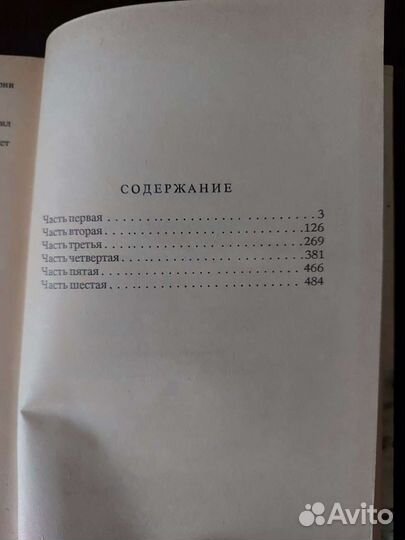 СОДЕРЖАНИЕ
Часть первая . . . . . . . . . . . . . . . . . . . . . . . . 3
Часть вторая . . . . . . . . . . . . . . . . . . . . . . . .126
Часть третья . . . . . . . . . . . . . . . . . . . . . . . . 269
Часть четвертая . . . . . . . . . . . . . . . . . . . . . . 381
Часть пятая . . . . . . . . . . . . . . . . . . . . . . . . 466
Часть шестая . . . . . . . . . . . . . . . . . . . . . . . . 484
Avito